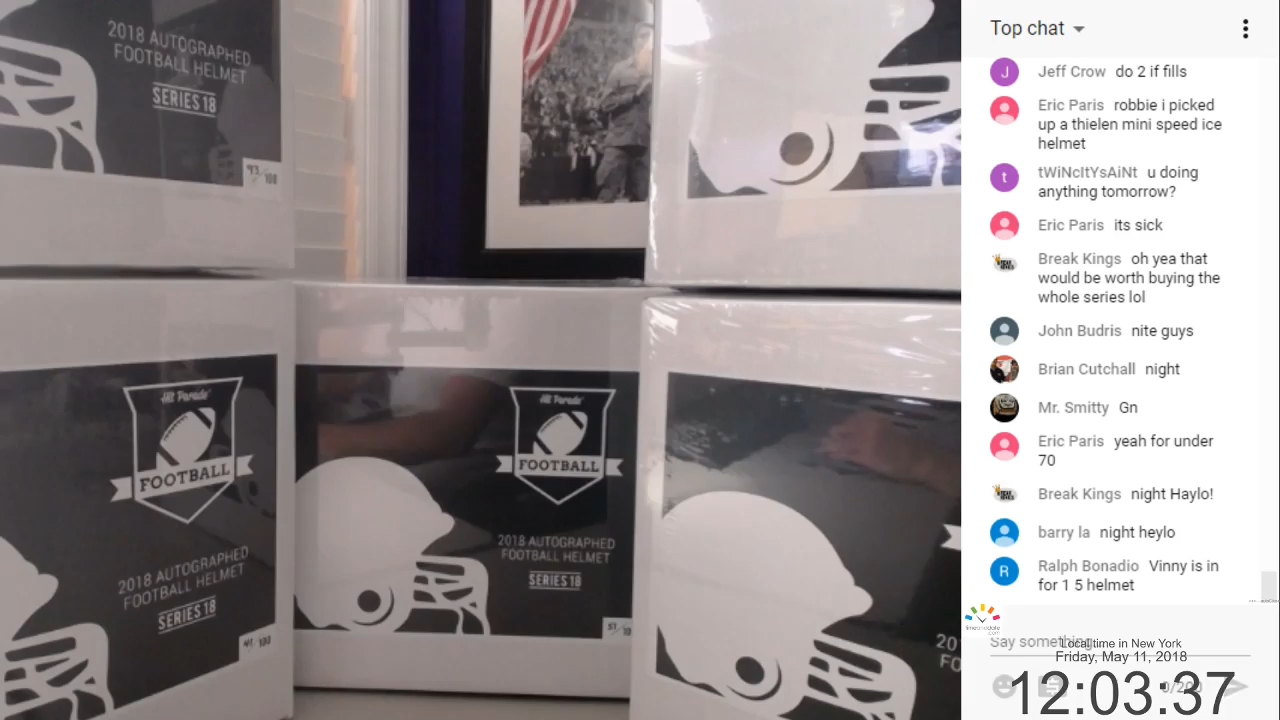 2018 AUTOGRAPHED
FOOTBALL HELMET
SERIES 18
Hit Parade
FOOTBALL
2018 AUTOGRAPHED
FOOTBALL HELMET
SERIES 18
Hit Parade
FOOTBALL
2018 AUTOGRAPHED
FOOTBALL HELMET
SERIES 18
Top chat
Jeff Crow do 2 if fills
Eric Paris robbie i picked
up a thielen mini speed ice
helmet
tWiNcItYsAiNt u doing
anything tomorrow?
Eric Paris its sick
Break Kings oh yea that
would be worth buying the
whole series lol
John Budris nite guys
Brian Cutchall night
Mr. Smitty Gn
Eric Paris yeah for under
70
Break Kings night Haylo!
barry la night heylo
Ralph Bonadio Vinny is in
for 1 5 helmet
Say something...
Local time in New York
Friday, May 11, 2018
12:03:37